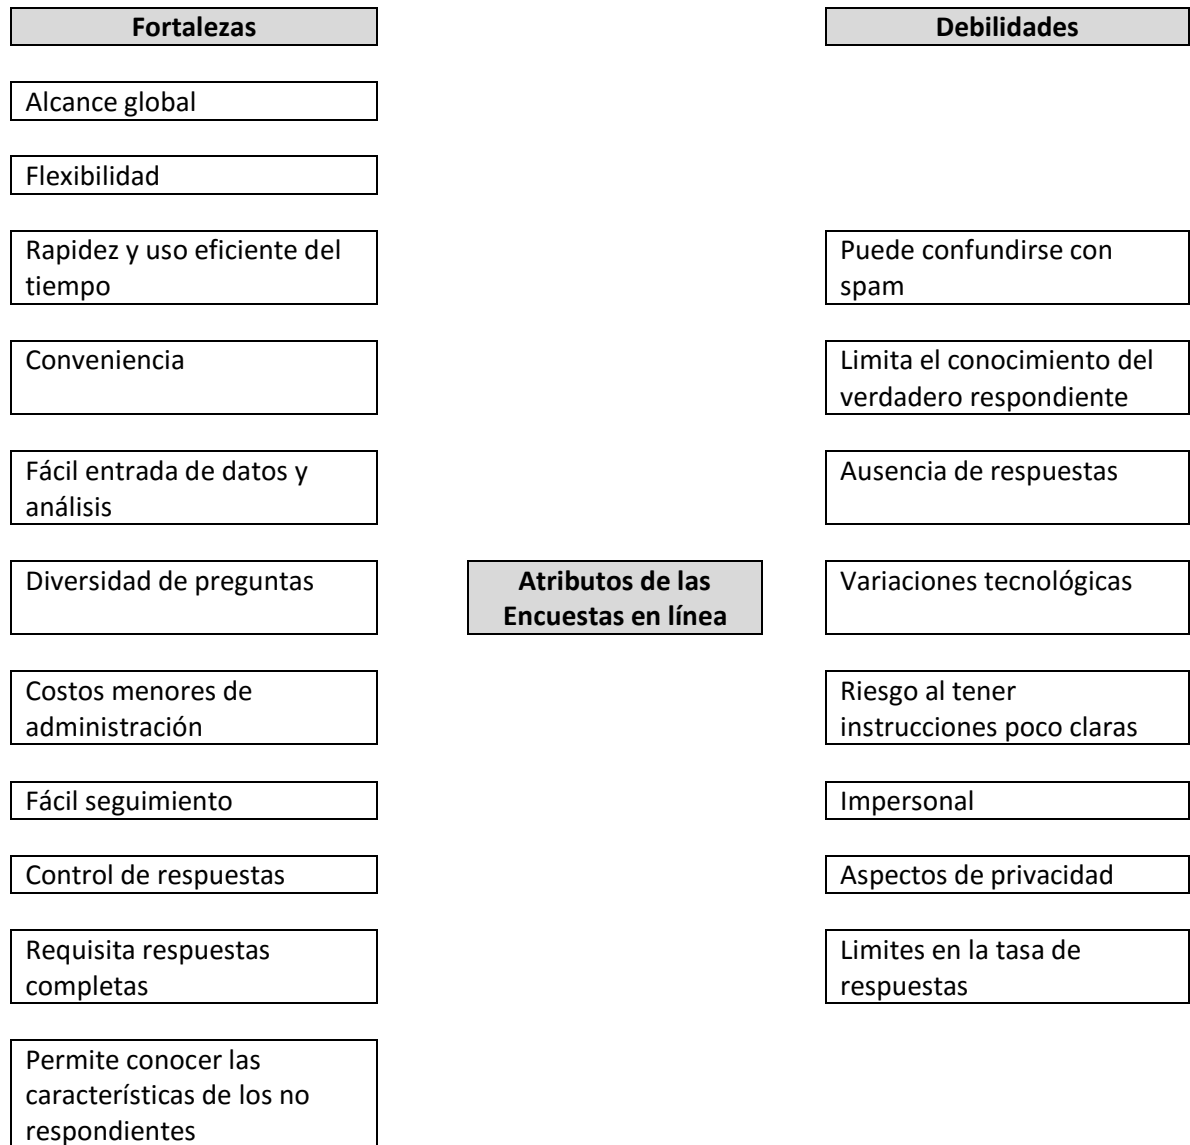 Fortalezas
Debilidades
Alcance global
Flexibilidad
Rapidez y uso eficiente del
tiempo
Puede confundirse con
spam
Conveniencia
Limita el conocimiento del
verdadero respondiente
Fácil entrada de datos y
análisis
Ausencia de respuestas
Diversidad de preguntas
Atributos de las
Encuestas en línea
Variaciones tecnológicas
Costos menores de
administración
Riesgo al tener
instrucciones poco claras
Fácil seguimiento
Impersonal
Control de respuestas
Aspectos de privacidad
Requisita respuestas
completas
Limites en la tasa de
respuestas
Permite conocer las
características de los no
respondientes